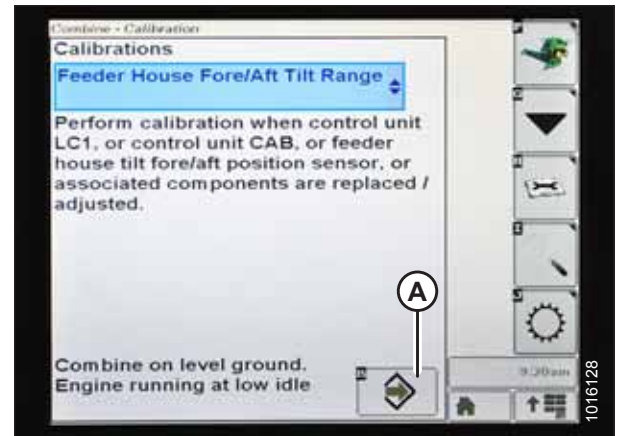 Combine - Calibration
Calibrations
Feeder House Fore/Aft Tilt Range
Perform calibration when control unit
LC1, or control unit CAB, or feeder
house tilt fore/aft position sensor, or
associated components are replaced /
adjusted.
A
Combine on level ground.
Engine running at low idle
9:20am
1016128